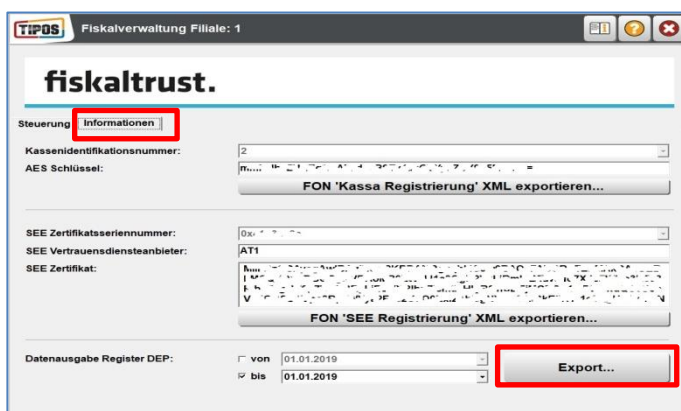 TIPOS Fiskalverwaltung Filiale: 1
fiskaltrust.
Steuerung Informationen
Kassenidentifikationsnummer: 2
AES Schlüssel:
FON 'Kassa Registrierung' XML exportieren...
SEE Zertifikatsseriennummer:
SEE Vertrauensdiensteanbieter: AT1
SEE Zertifikat:
FON 'SEE Registrierung' XML exportieren...
Datenausgabe Register DEP: von 01.01.2019
bis 01.01.2019
Export...